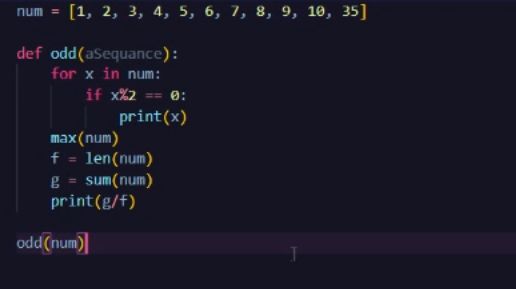 num = [1, 2, 3, 4, 5, 6, 7, 8, 9, 10, 35]
def odd(aSequance):
    for x in num:
        if x%2 == 0:
            print(x)
    max(num)
    f = len(num)
    g = sum(num)
    print(g/f)
odd(num)